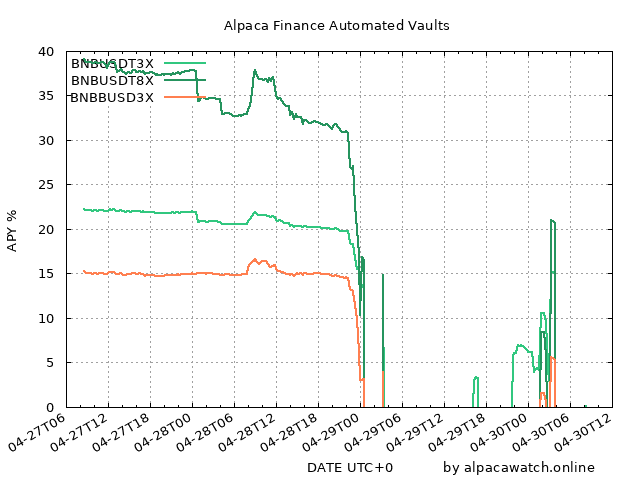 Alpaca Finance Automated Vaults
40
35
30
25
20
15
10
5
0
APY %
BNBUSDT3X
BNBUSDT8X
BNBBUSD3X
04-27T06
04-27T12
04-27T18
04-28T00
04-28T06
04-28T12
04-28T18
04-29T00
04-29T06
04-29T12
04-29T18
04-30T00
04-30T06
04-30T12
DATE UTC+0
by alpacawatch.online